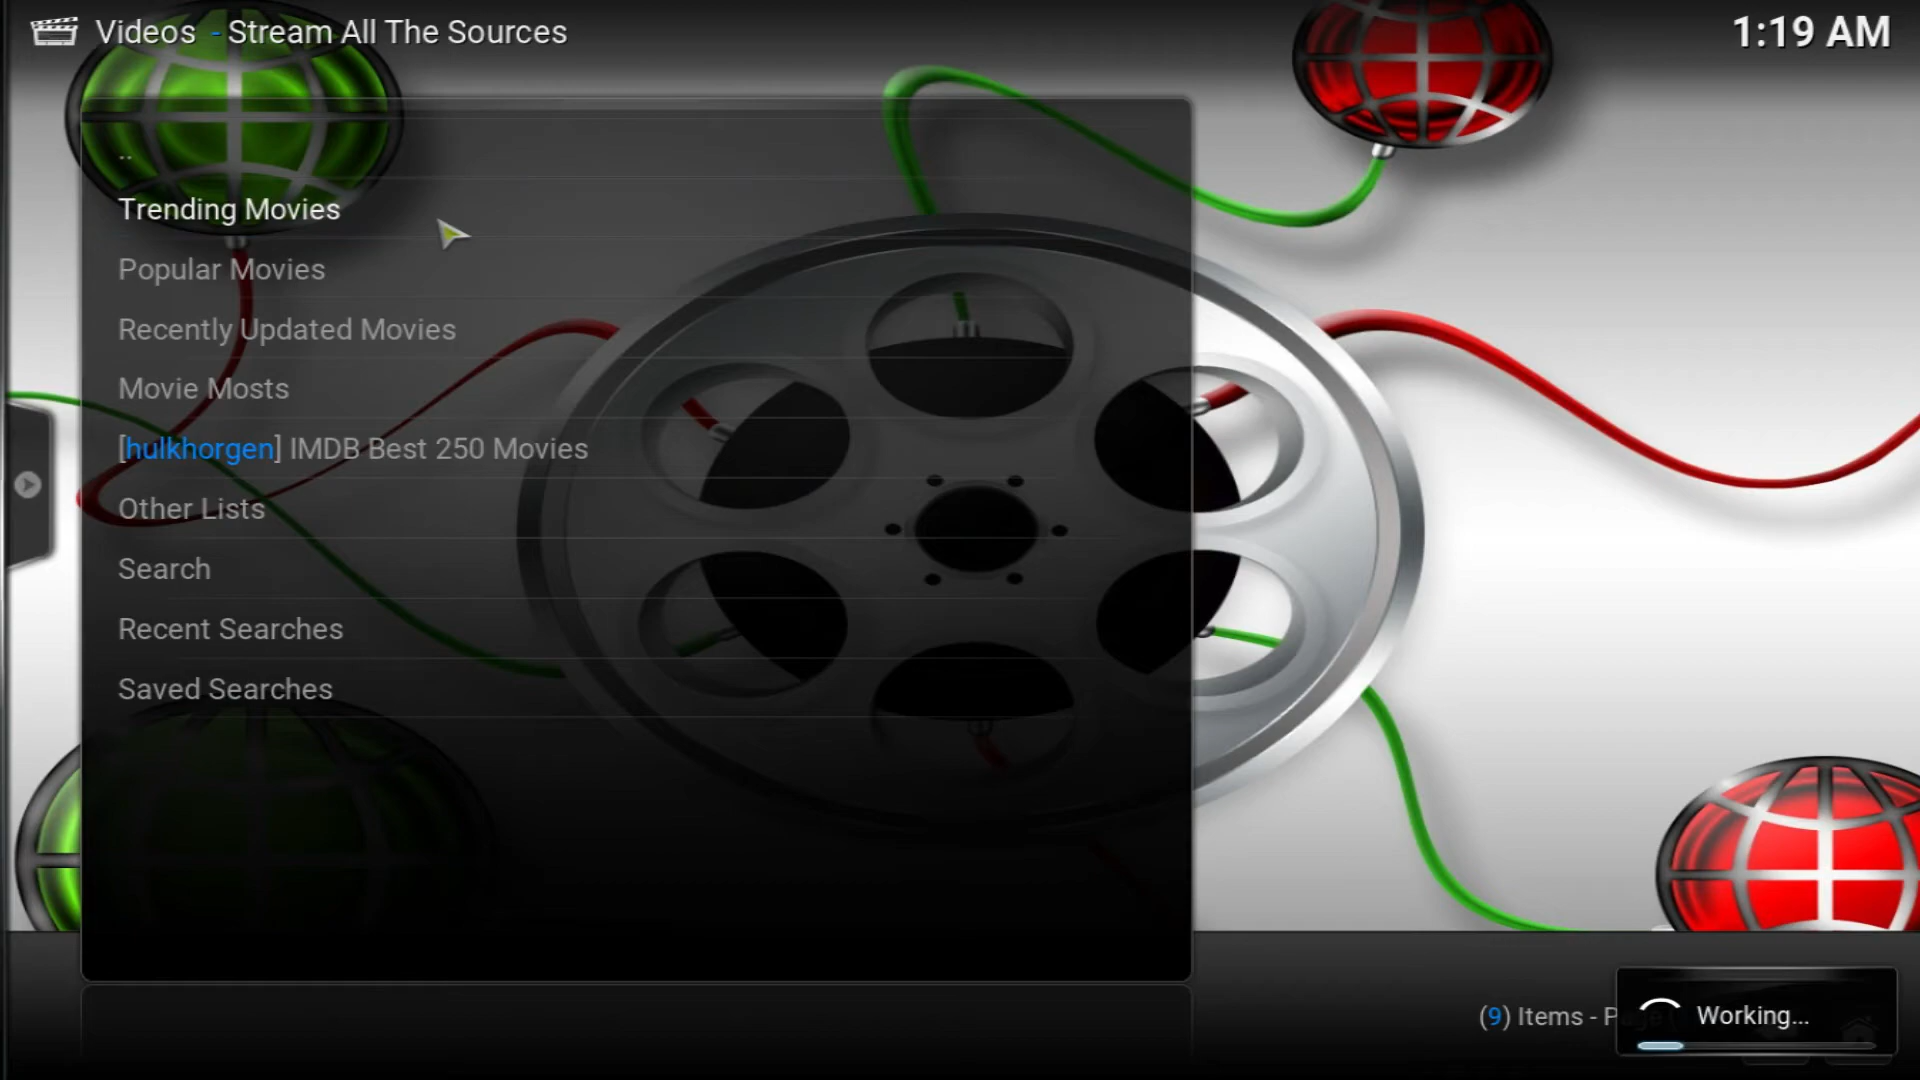 Videos - Stream All The Sources
1:19 AM
..
Trending Movies
Popular Movies
Recently Updated Movies
Movie Mosts
[hulkhorgen] IMDB Best 250 Movies
Other Lists
Search
Recent Searches
Saved Searches
(9) Items -
Working...